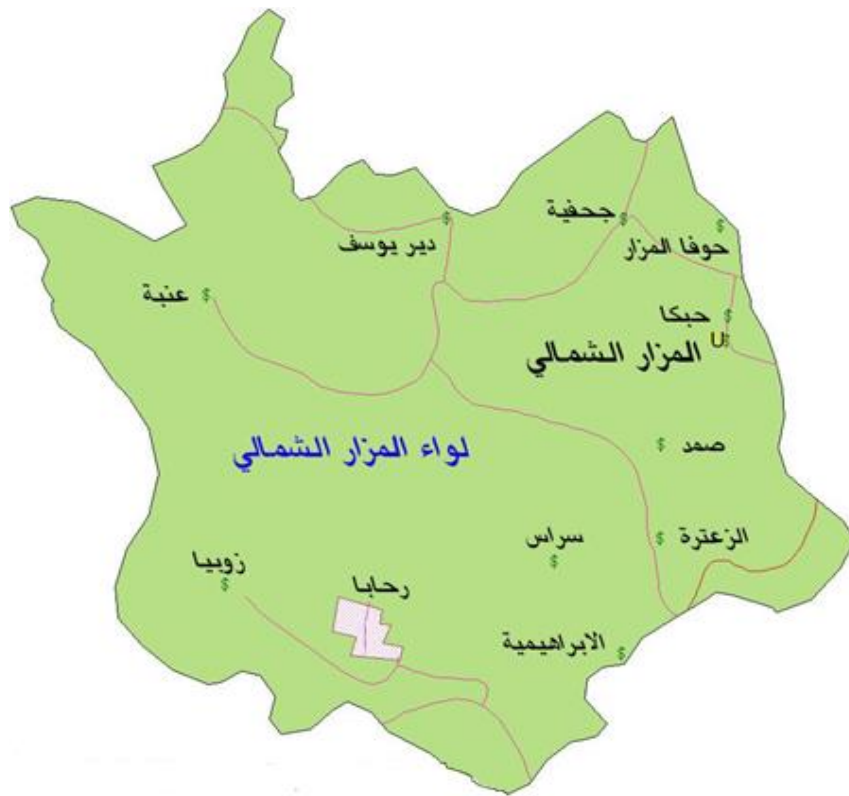 جحفية
دير يوسف
حوفا المزار
عنبة
حبكا
U
المزار الشمالي
لواء المزار الشمالي
صمد
سراس
الزعترة
زوبيا
رحابا
الابراهيمية